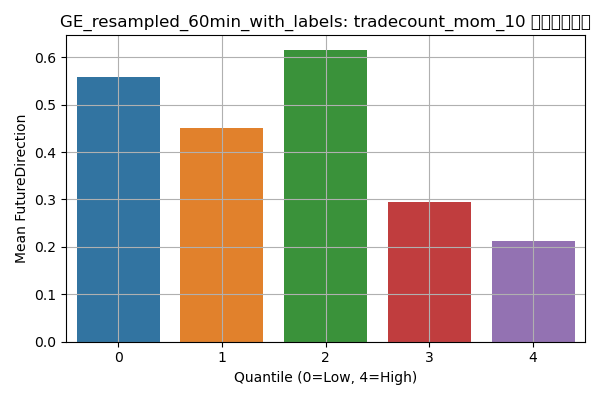 GE_resampled_60min_with_labels: tradecount_mom_10
0.6
0.5
0.4
0.3
0.2
0.1
0.0
Mean FutureDirection
0 1 2 3 4
Quantile (0=Low, 4=High)